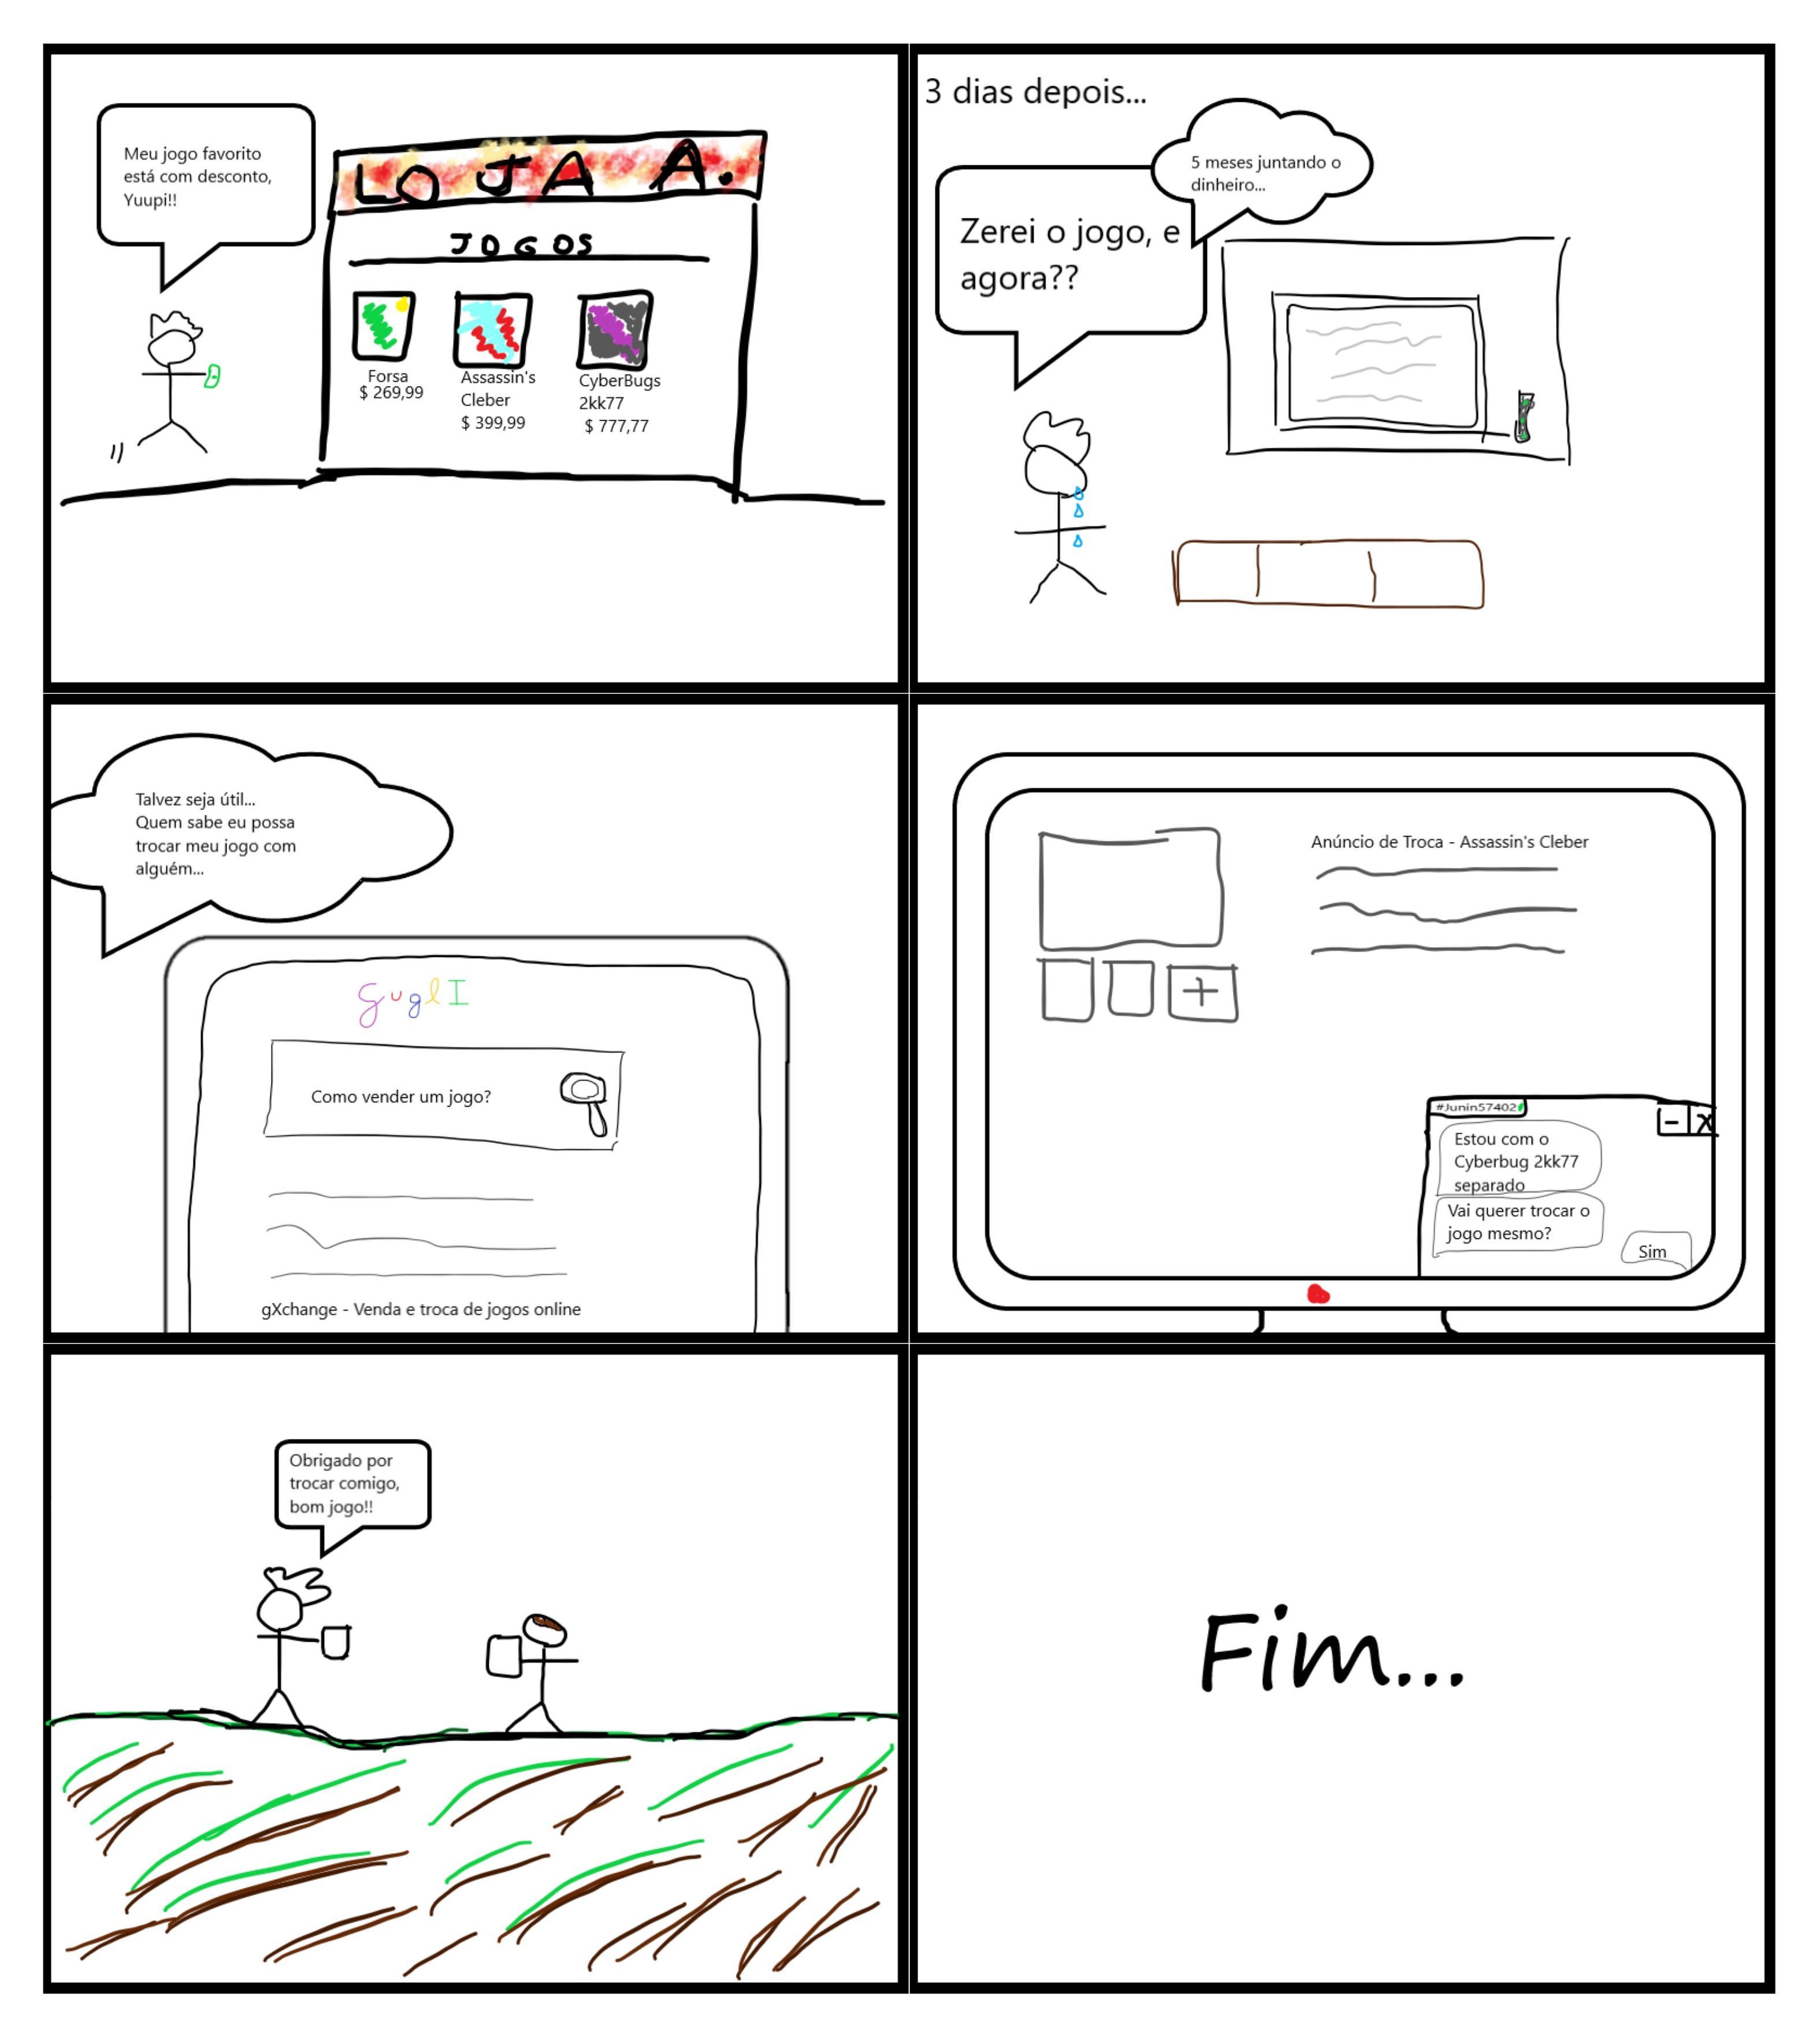 Meu jogo favorito
está com desconto,
Yuupi!!
LOJA A.
JOGOS
Forsa
$ 269,99
Assassin's
Cleber
$ 399,99
CyberBugs
2kk77
$ 777,77
3 dias depois...
5 meses juntando o
dinheiro...
Zerei o jogo, e
agora??
Talvez seja útil...
Quem sabe eu possa
trocar meu jogo com
alguém...
guglI
Como vender um jogo?
gXchange - Venda e troca de jogos online
Anúncio de Troca - Assassin's Cleber
#Junin57402
- X
Estou com o
Cyberbug 2kk77
separado
Vai querer trocar o
jogo mesmo?
Sim
Obrigado por
trocar comigo,
bom jogo!!
Fim...